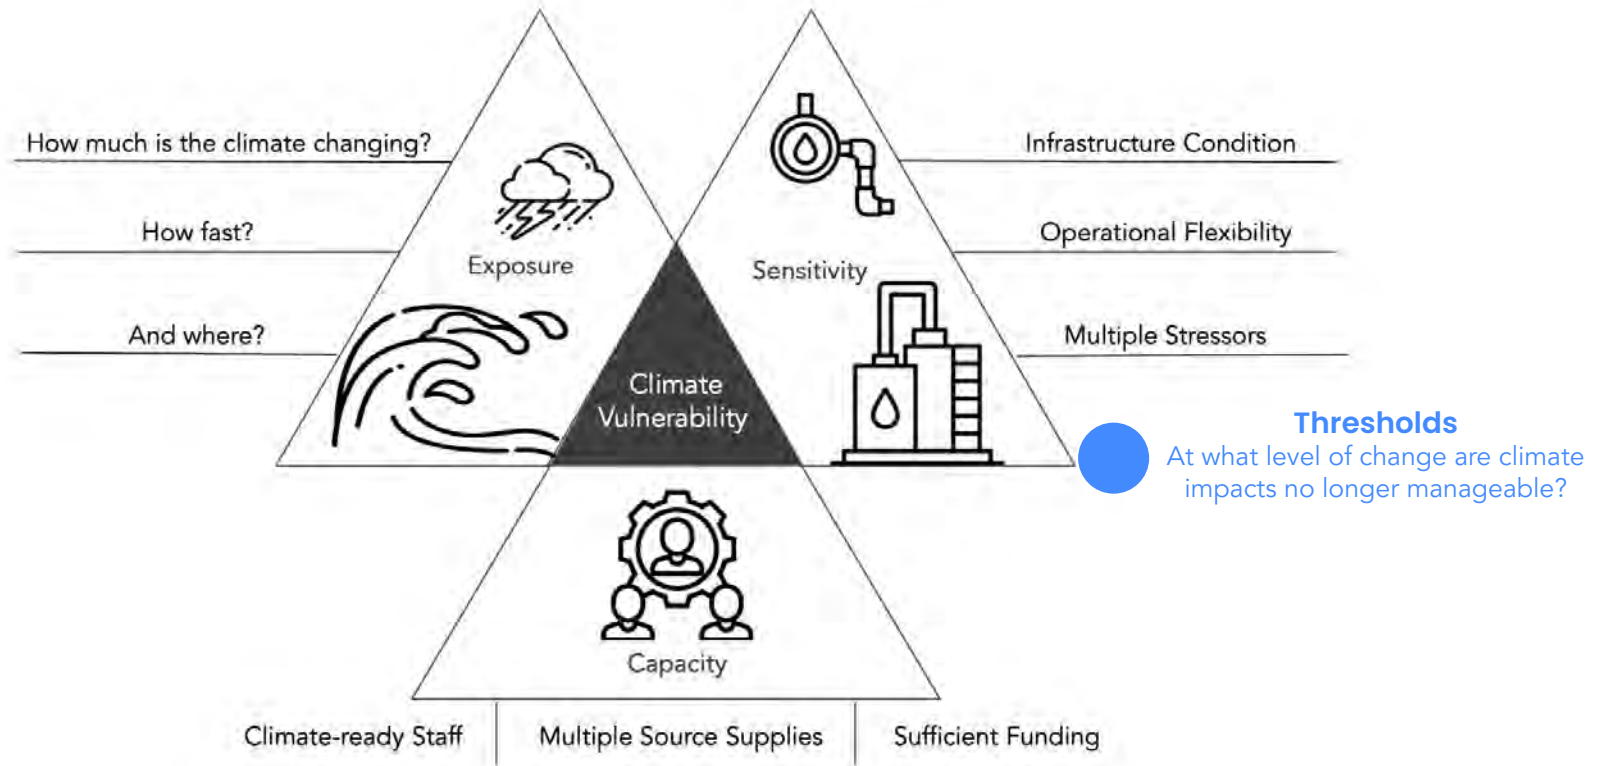 How much is the climate changing?
How fast?
And where?
Exposure
Sensitivity
Infrastructure Condition
Operational Flexibility
Multiple Stressors
Climate
Vulnerability
Thresholds
At what level of change are climate
impacts no longer manageable?
Capacity
Climate-ready Staff
Multiple Source Supplies
Sufficient Funding